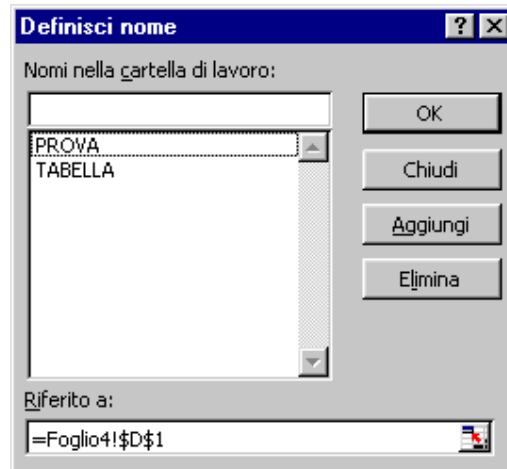 Definisci nome
Nomi nella cartella di lavoro:
OK
PROVA
TABELLA
Chiudi
Aggiungi
Elimina
Riferito a:
=Foglio4!$D$1